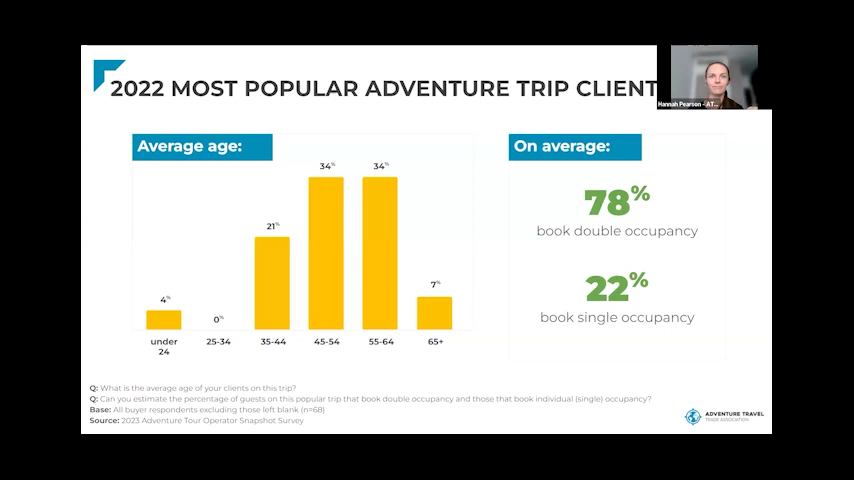 2022 MOST POPULAR ADVENTURE TRIP CLIENT
Hannah Pearson - AT...
Average age:
On average:
34%
34%
21%
7%
4%
0%
under
24
25-34
35-44
45-54
55-64
65+
78%
book double occupancy
22%
book single occupancy
Q: What is the average age of your clients on this trip?
Q: Can you estimate the percentage of guests on this popular trip that book double occupancy and those that book individual (single) occupancy?
Base: All buyer respondents excluding those left blank (n=68)
Source: 2023 Adventure Tour Operator Snapshot Survey
ADVENTURE TRAVEL
TRADE ASSOCIATION